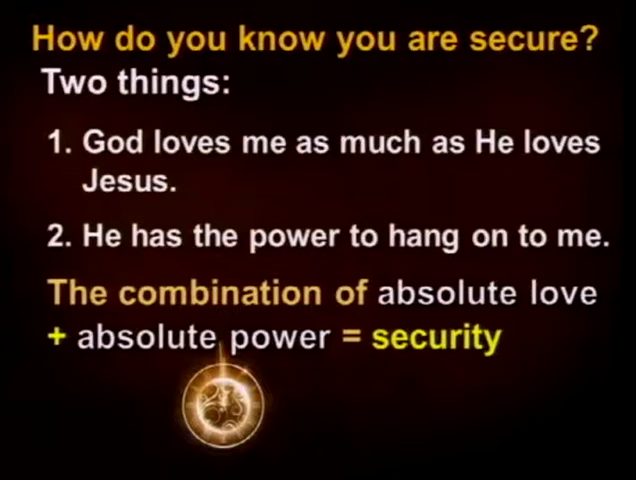 How do you know you are secure?
Two things:
1. God loves me as much as He loves
Jesus.
2. He has the power to hang on to me.
The combination of absolute love
+ absolute power = security